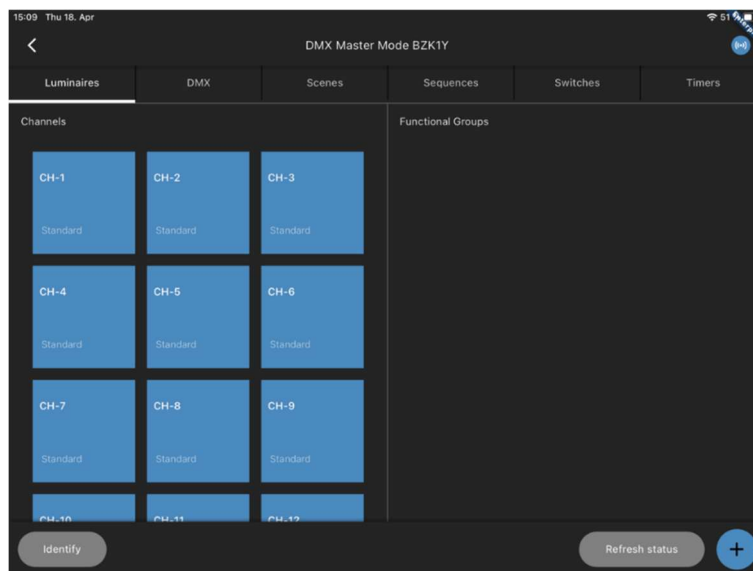 15:09 Thu 18. Apr
51
DMX Master Mode BZK1Y
Luminaires DMX Scenes Sequences Switches Timers
Channels
Functional Groups
CH-1 CH-2 CH-3
Standard Standard Standard
CH-4 CH-5 CH-6
Standard Standard Standard
CH-7 CH-8 CH-9
Standard Standard Standard
CH-10 CH-11 CH-12
Identify
Refresh status
+